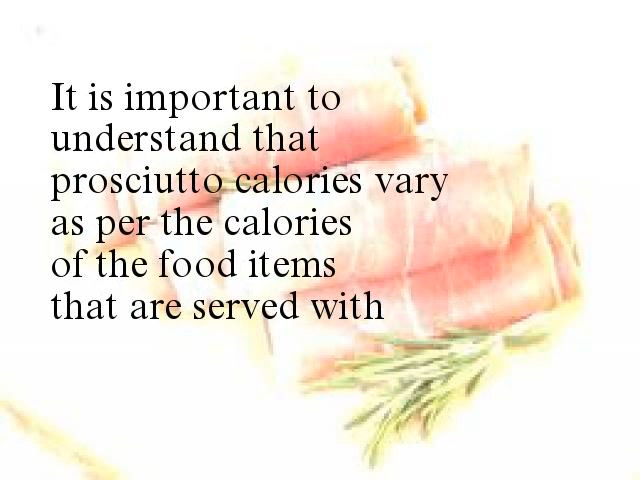 It is important to
understand that
prosciutto calories vary
as per the calories
of the food items
that are served with